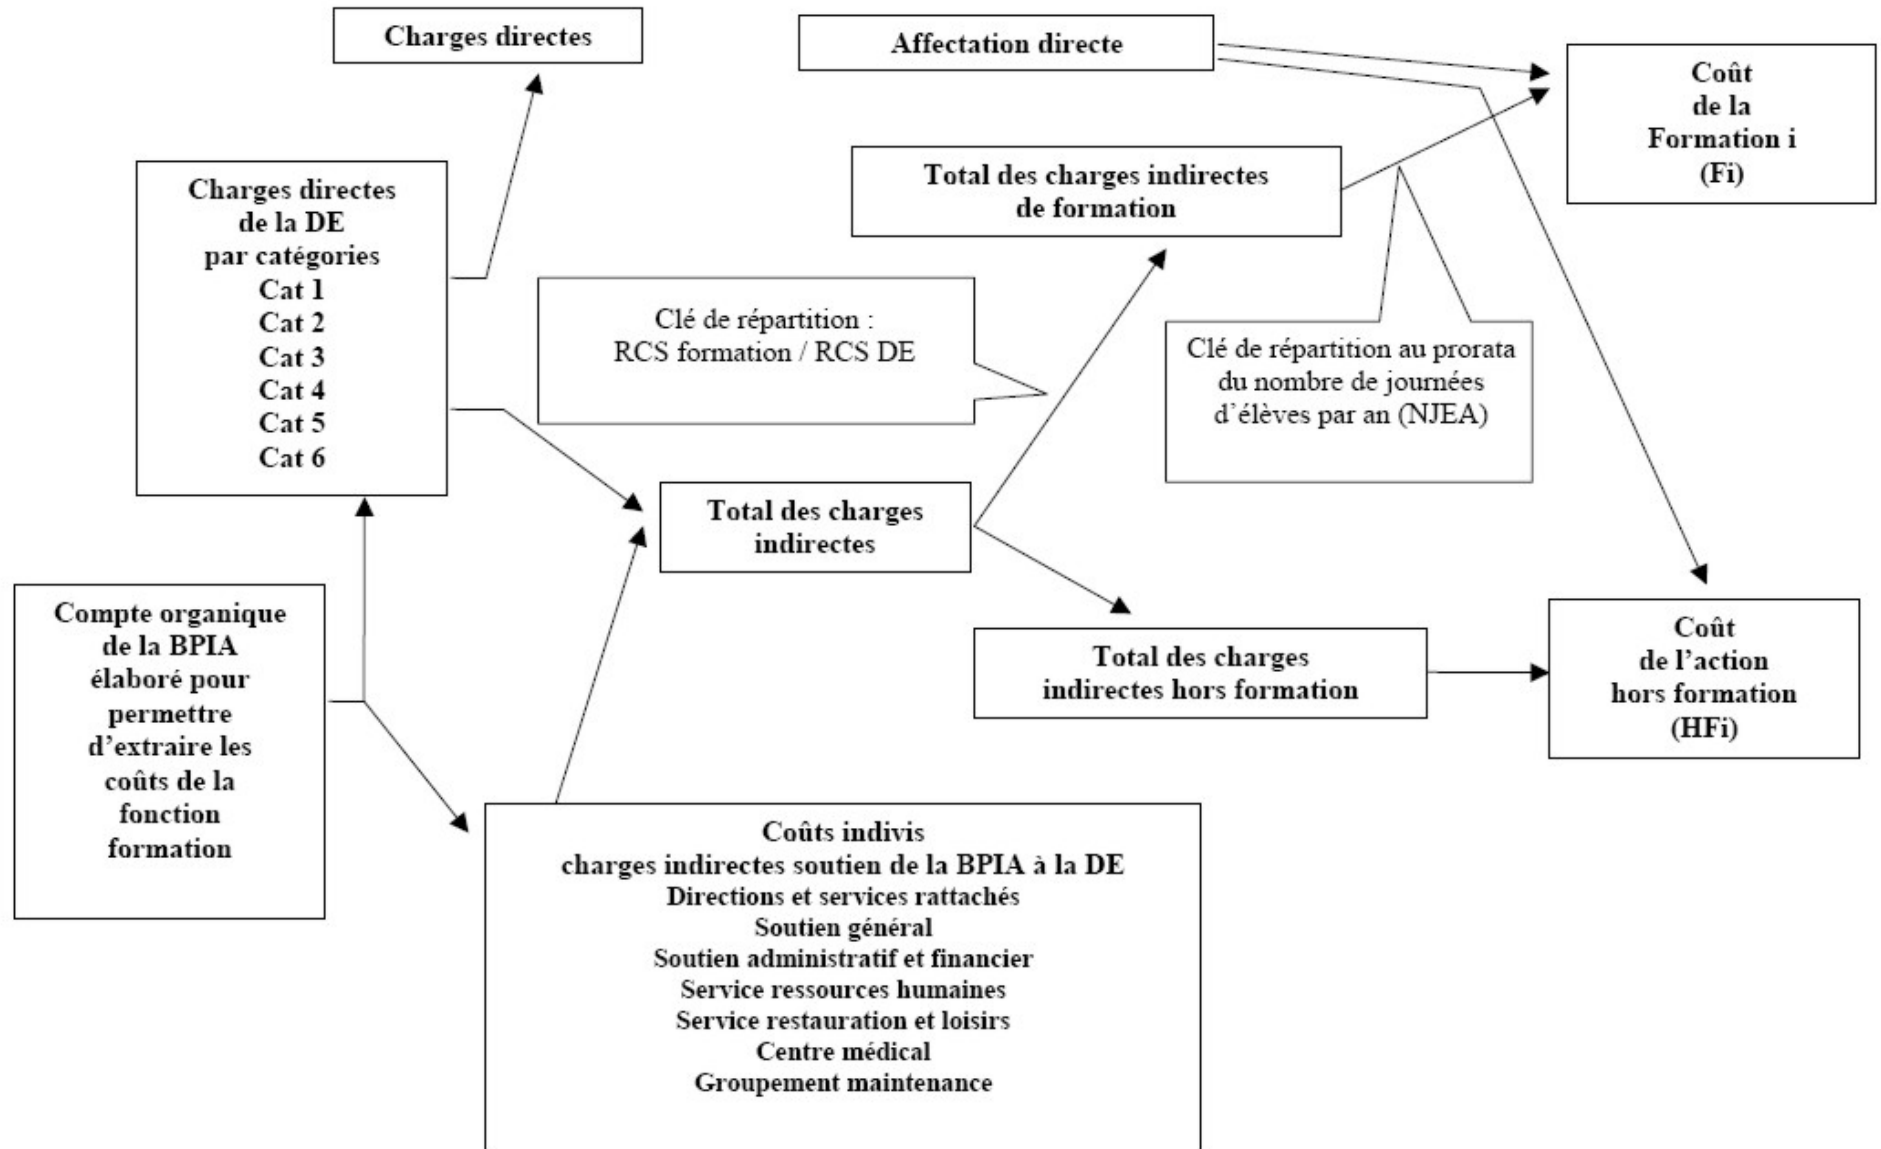 Charges directes
Affectation directe
Coût
de la
Formation i
(Fi)
Charges directes
de la DE
par catégories
Cat 1
Cat 2
Cat 3
Cat 4
Cat 5
Cat 6
Total des charges indirectes
de formation
Clé de répartition :
RCS formation / RCS DE
Clé de répartition au prorata
du nombre de journées
d’élèves par an (NJEA)
Total des charges
indirectes
Compte organique
de la BPIA
élaboré pour
permettre
d’extraire les
coûts de la
fonction
formation
Total des charges
indirectes hors formation
Coût
de l’action
hors formation
(HFi)
Coûts indivis
charges indirectes soutien de la BPIA à la DE
Directions et services rattachés
Soutien général
Soutien administratif et financier
Service ressources humaines
Service restauration et loisirs
Centre médical
Groupement maintenance